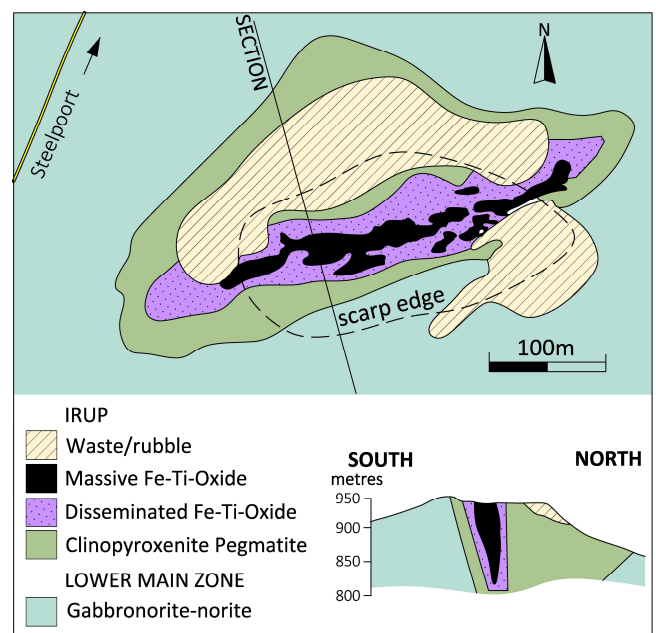 SECTION
N
Steelpoort
scarp edge
100m
IRUP
Waste/rubble
Massive Fe-Ti-Oxide
Disseminated Fe-Ti-Oxide
Clinopyroxenite Pegmatite
LOWER MAIN ZONE
Gabbronorite-norite
SOUTH
NORTH
metres
950
900
850
800